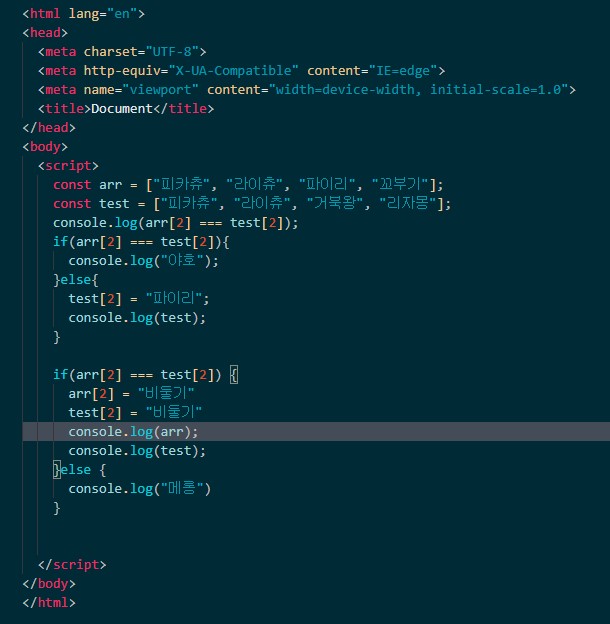 <html lang="en">
<head>
<meta charset="UTF-8">
<meta http-equiv="X-UA-Compatible" content="IE=edge">
<meta name="viewport" content="width=device-width, initial-scale=1.0">
<title>Document</title>
</head>
<body>
<script>
const arr = ["피카츄", "라이츄", "파이리", "꼬부기"];
const test = ["피카츄", "라이츄", "거북왕", "리자몽"];
console.log(arr[2] === test[2]);
if(arr[2] === test[2]){
console.log("야호");
}else{
test[2] = "파이리";
console.log(test);
}
if(arr[2] === test[2]) {
arr[2] = "비둘기"
test[2] = "비둘기"
console.log(arr);
console.log(test);
}else {
console.log("메롱")
}
</script>
</body>
</html>